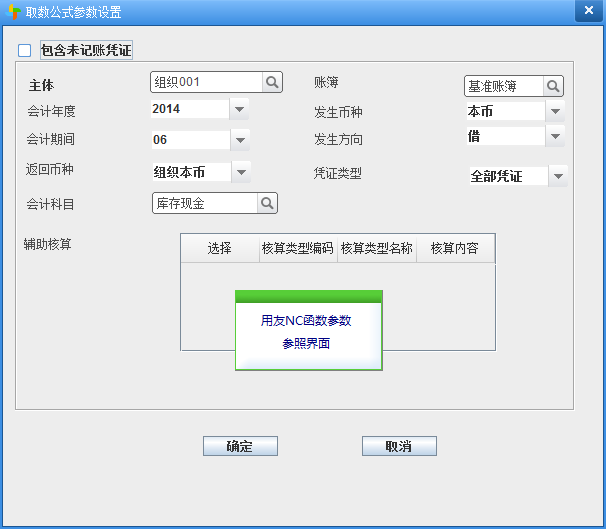 取数公式参数设置
包含未记账凭证
主体 组织001 账簿 基准账簿
会计年度 2014 发生币种 本币
会计期间 06 发生方向 借
返回币种 组织本币 凭证类型 全部凭证
会计科目 库存现金
辅助核算
选择 核算类型编码 核算类型名称 核算内容
用友NC函数参数
参照界面
确定 取消